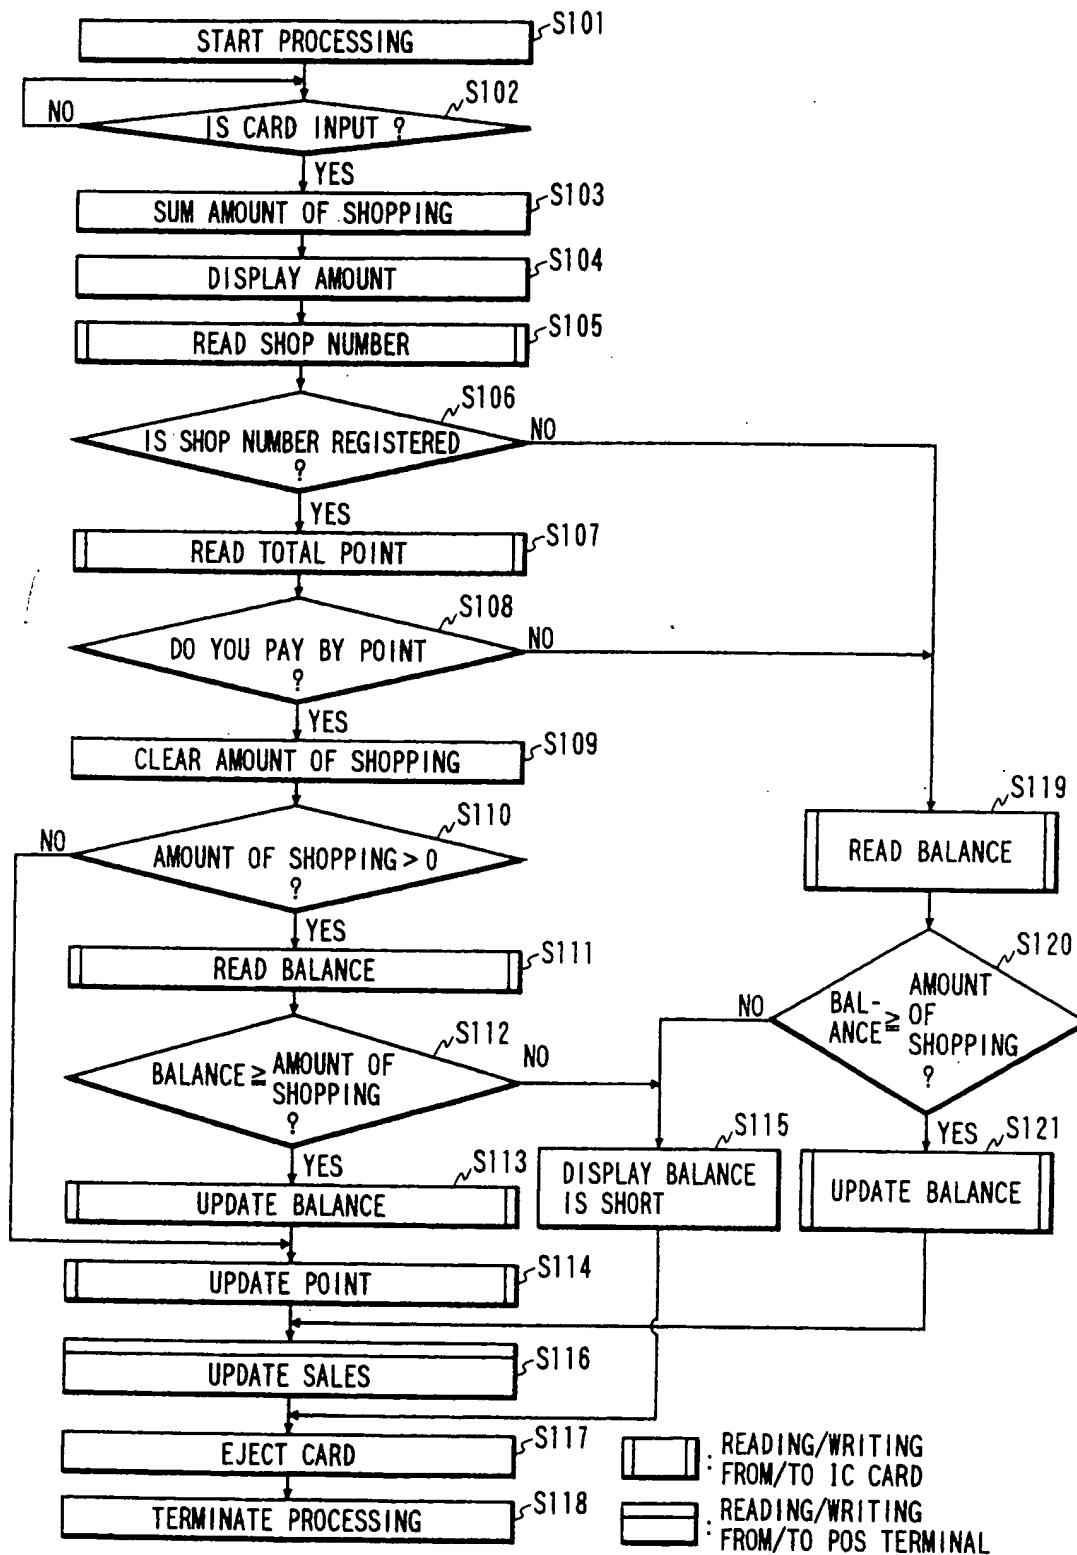 START PROCESSING
S101
NO
IS CARD INPUT ?
S102
YES
SUM AMOUNT OF SHOPPING
S103
DISPLAY AMOUNT
S104
READ SHOP NUMBER
S105
S106
IS SHOP NUMBER REGISTERED
?
NO
YES
READ TOTAL POINT
S107
S108
DO YOU PAY BY POINT
?
NO
YES
CLEAR AMOUNT OF SHOPPING
S109
S110
NO
AMOUNT OF SHOPPING > 0
?
YES
READ BALANCE
S111
S112
BALANCE ≧ AMOUNT OF
SHOPPING
?
NO
YES
UPDATE BALANCE
S113
UPDATE POINT
S114
S119
READ BALANCE
S120
NO
BAL-
ANCE ≧
AMOUNT
OF
SHOPPING
?
YES
S115
DISPLAY BALANCE
IS SHORT
S121
UPDATE BALANCE
UPDATE SALES
S116
EJECT CARD
S117
TERMINATE PROCESSING
S118
: READING/WRITING
FROM/TO IC CARD
: READING/WRITING
FROM/TO POS TERMINAL